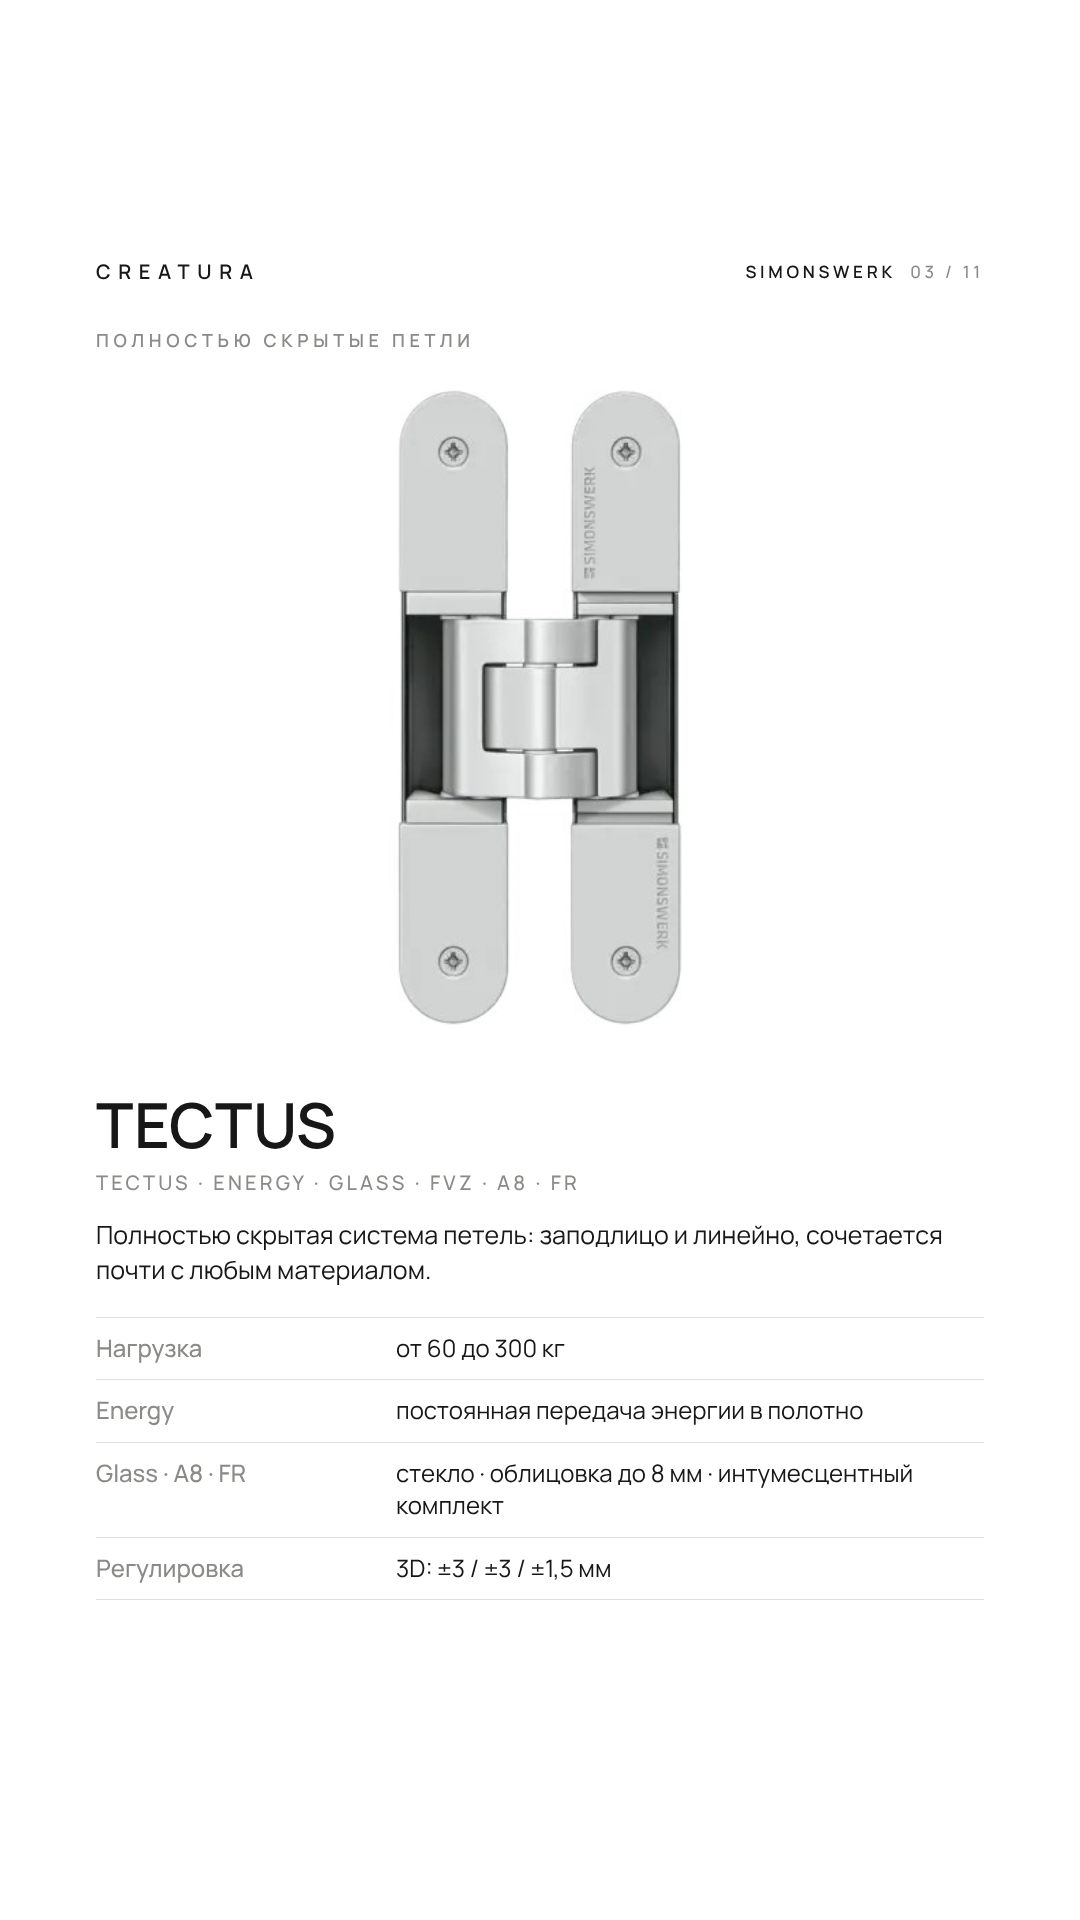 CREATURA
SIMONSWERK 03 / 11
ПОЛНОСТЬЮ СКРЫТЫЕ ПЕТЛИ
SIMONSWERK
SIMONSWERK
TECTUS
TECTUS · ENERGY · GLASS · FVZ · A8 · FR
Полностью скрытая система петель: заподлицо и линейно, сочетается
почти с любым материалом.
Нагрузка от 60 до 300 кг
Energy постоянная передача энергии в полотно
Glass · A8 · FR стекло · облицовка до 8 мм · интумесцентный
комплект
Регулировка 3D: ±3 / ±3 / ±1,5 мм